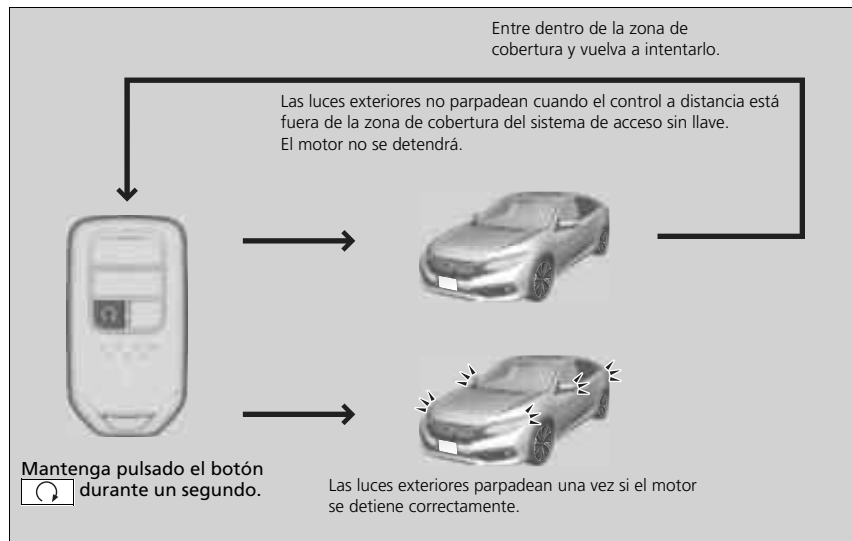 Entre dentro de la zona de
cobertura y vuelva a intentarlo.
Las luces exteriores no parpadean cuando el control a distancia está
fuera de la zona de cobertura del sistema de acceso sin llave.
El motor no se detendrá.
Mantenga pulsado el botón
durante un segundo.
Las luces exteriores parpadean una vez si el motor
se detiene correctamente.